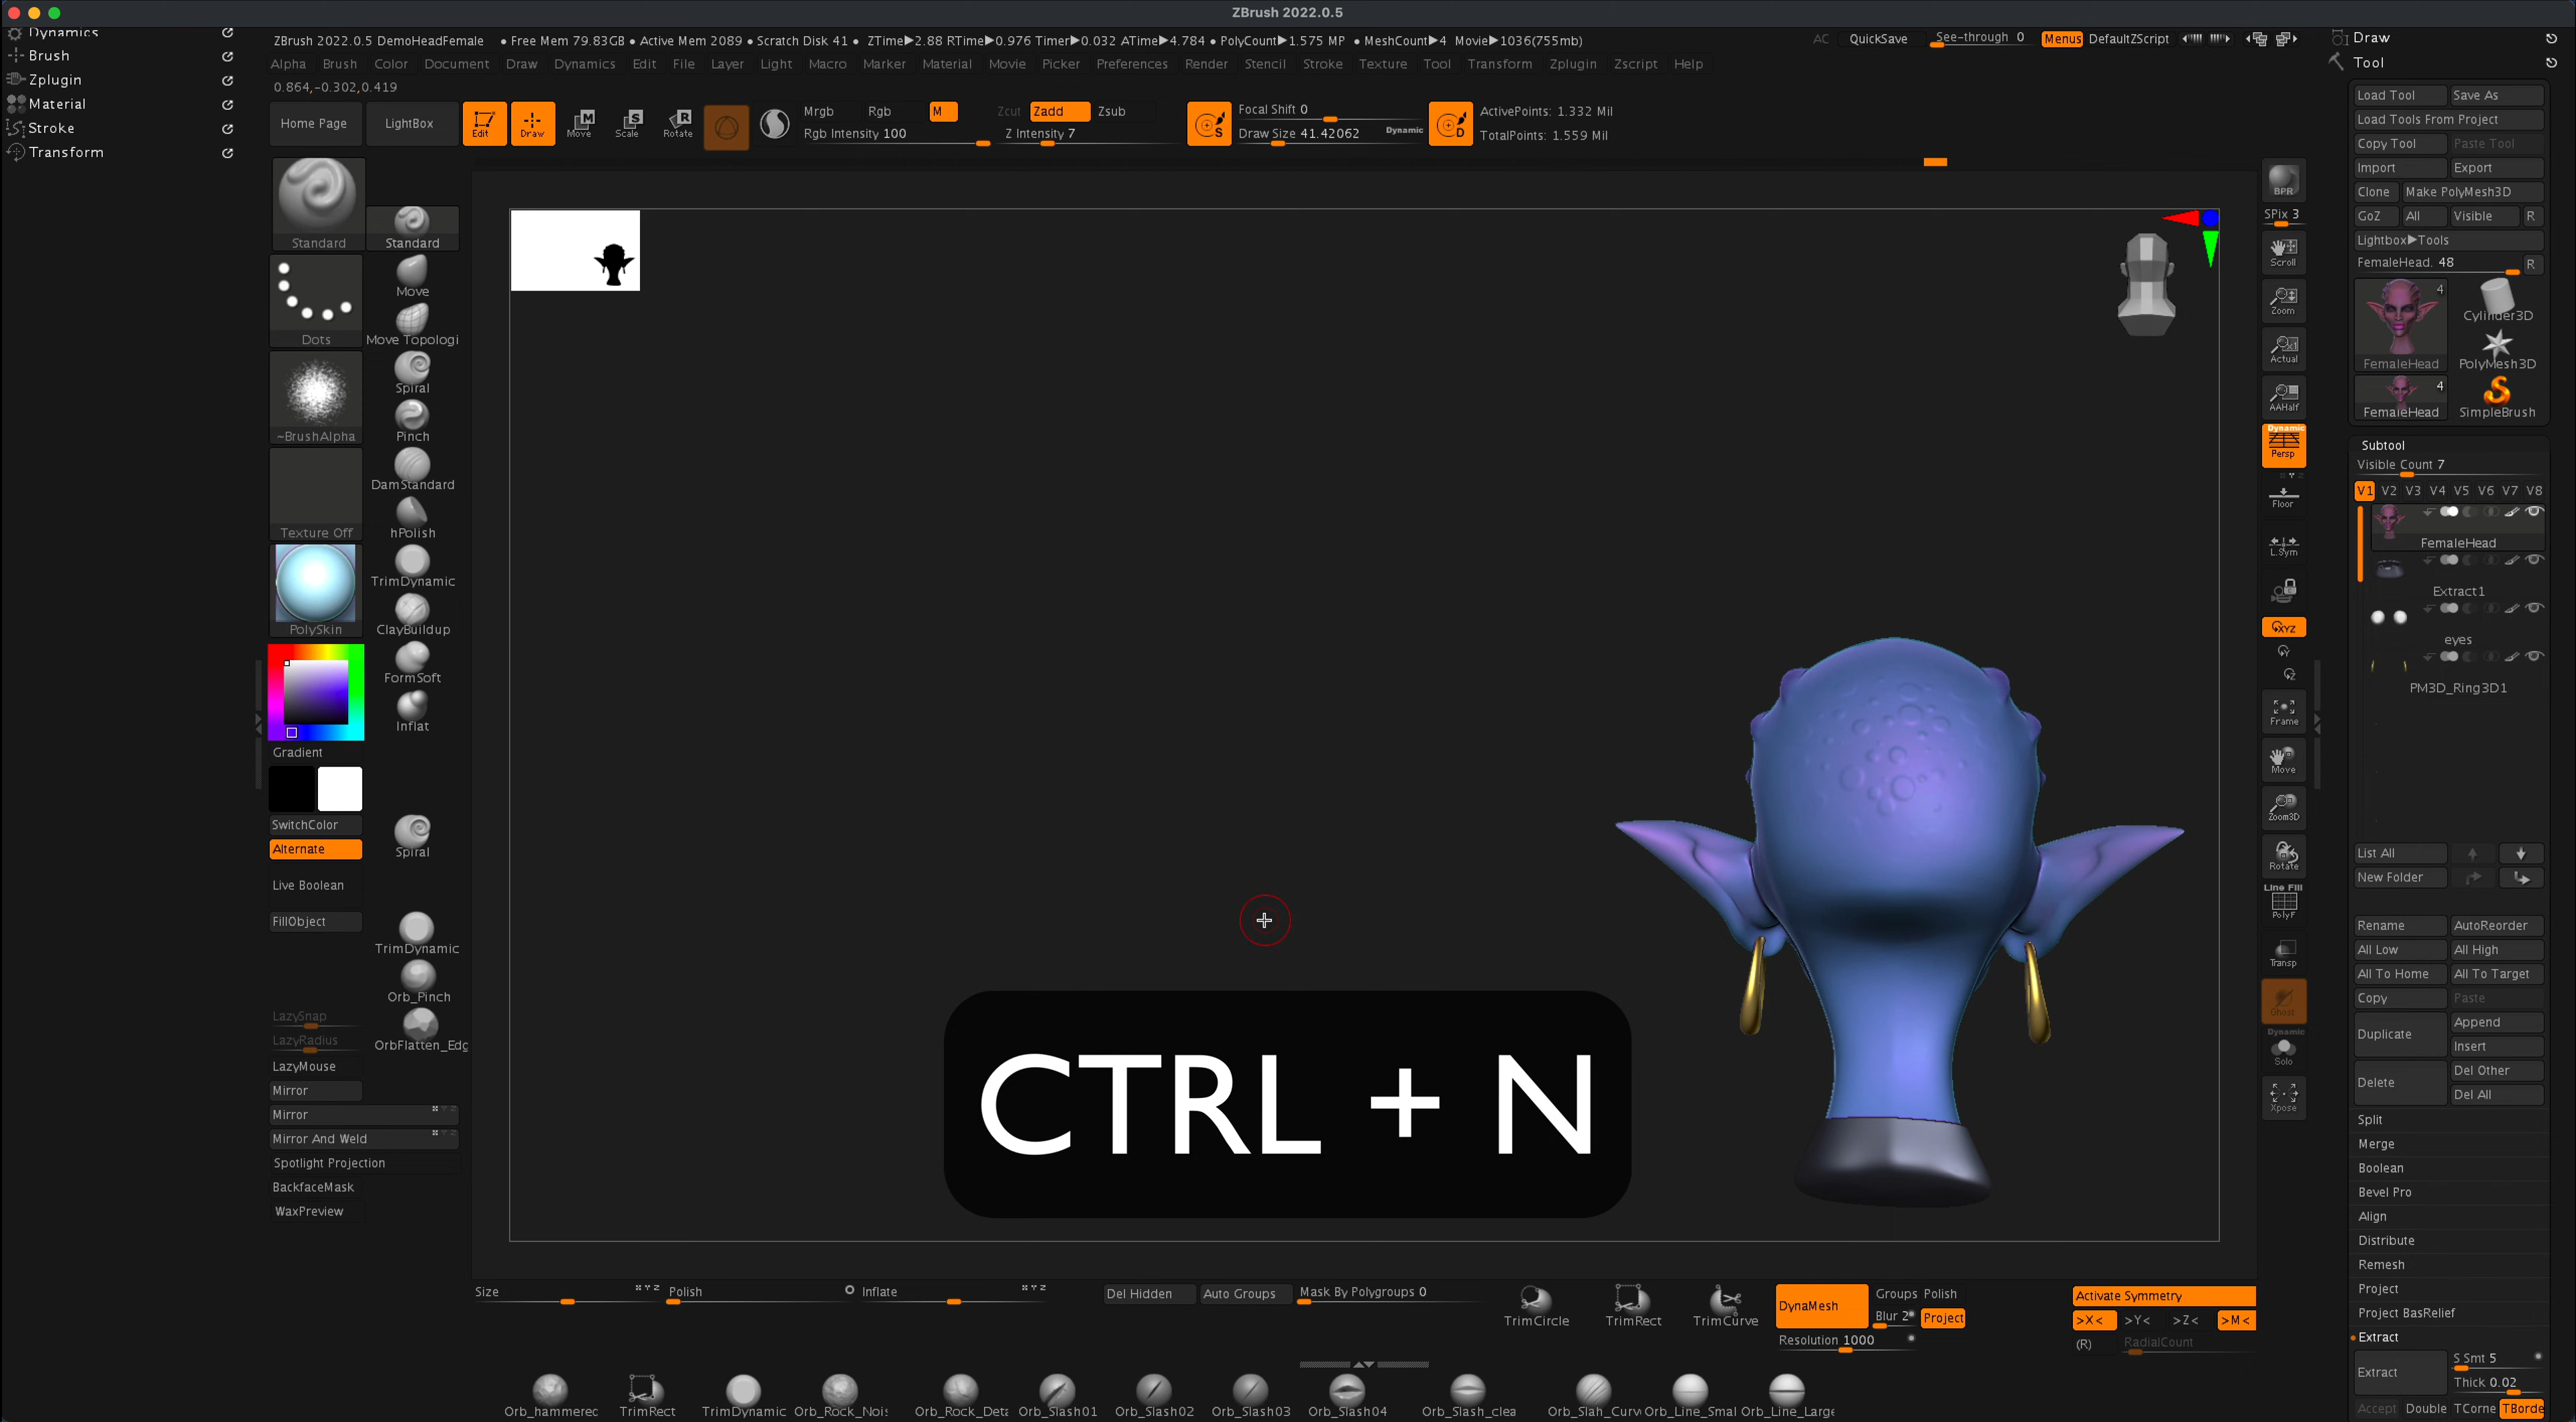 ZBrush 2022.0.5
Dynamics
Brush
Zplugin
Material
Stroke
Transform
ZBrush 2022.0.5 DemoHeadFemale • Free Mem 79.83GB • Active Mem 2089 • Scratch Disk 41 • ZTime▶2.88 RTime▶0.976 Timer▶0.032 ATime▶4.784 • PolyCount▶1.575 MP • MeshCount▶4 Movie▶1036(755mb)
AC QuickSave See-through 0 Menus DefaultZScript
Alpha Brush Color Document Draw Dynamics Edit File Layer Light Macro Marker Material Movie Picker Preferences Render Stencil Stroke Texture Tool Transform Zplugin Zscript Help
0.864,-0.302,0.419
Home Page LightBox Edit Draw Move Scale Rotate
M S R
Mrgb Rgb M Zcut Zadd Zsub
Rgb Intensity 100 Z Intensity 7
S Focal Shift 0
Draw Size 41.42062 Dynamic D
ActivePoints: 1.332 Mil
TotalPoints: 1.559 Mil
Standard Standard
Move
Dots Move Topologi
Spiral
~BrushAlpha Pinch
DamStandard
Texture Off hPolish
TrimDynamic
PolySkin ClayBuildup
FormSoft
Inflat
Gradient
SwitchColor
Alternate Spiral
Live Boolean
FillObject
TrimDynamic
Orb_Pinch
LazySnap
LazyRadius OrbFlatten_Edg
LazyMouse
Mirror
Mirror
Mirror And Weld
Spotlight Projection
BackfaceMask
WaxPreview
CTRL + N
BPR
SPix 3
Scroll
Zoom
Actual
AAHalf
Dynamic
Persp
Floor
L.Sym
XYZ
Y
Z
Frame
Move
Zoom3D
Rotate
Line Fill
PolyF
Transp
Ghost
Dynamic
Solo
Xpose
Draw
Tool
Load Tool Save As
Load Tools From Project
Copy Tool Paste Tool
Import Export
Clone Make PolyMesh3D
GoZ All Visible R
Lightbox▶Tools
FemaleHead. 48 R
4
Cylinder3D
FemaleHead PolyMesh3D
4
FemaleHead SimpleBrush
Subtool
Visible Count 7
V1 V2 V3 V4 V5 V6 V7 V8
FemaleHead
Extract1
eyes
PM3D_Ring3D1
List All
New Folder
Rename AutoReorder
All Low All High
All To Home All To Target
Copy Paste
Duplicate Append
Insert
Delete Del Other
Del All
Split
Merge
Boolean
Bevel Pro
Align
Distribute
Remesh
Project
Project BasRelief
Extract
Extract S Smt 5
Thick 0.02
Accept Double TCorne TBorde
Size Polish Inflate
Del Hidden Auto Groups Mask By Polygroups 0
TrimCircle TrimRect TrimCurve
DynaMesh Groups Polish
Blur 2 Project
Resolution 1000
Activate Symmetry
>X< >Y< >Z< >M<
(R) RadialCount
Orb_hammerec TrimRect TrimDynamic Orb_Rock_Nois Orb_Rock_Deta Orb_Slash01 Orb_Slash02 Orb_Slash03 Orb_Slash04 Orb_Slash_clea Orb_Slah_Curv Orb_Line_Smal Orb_Line_Large